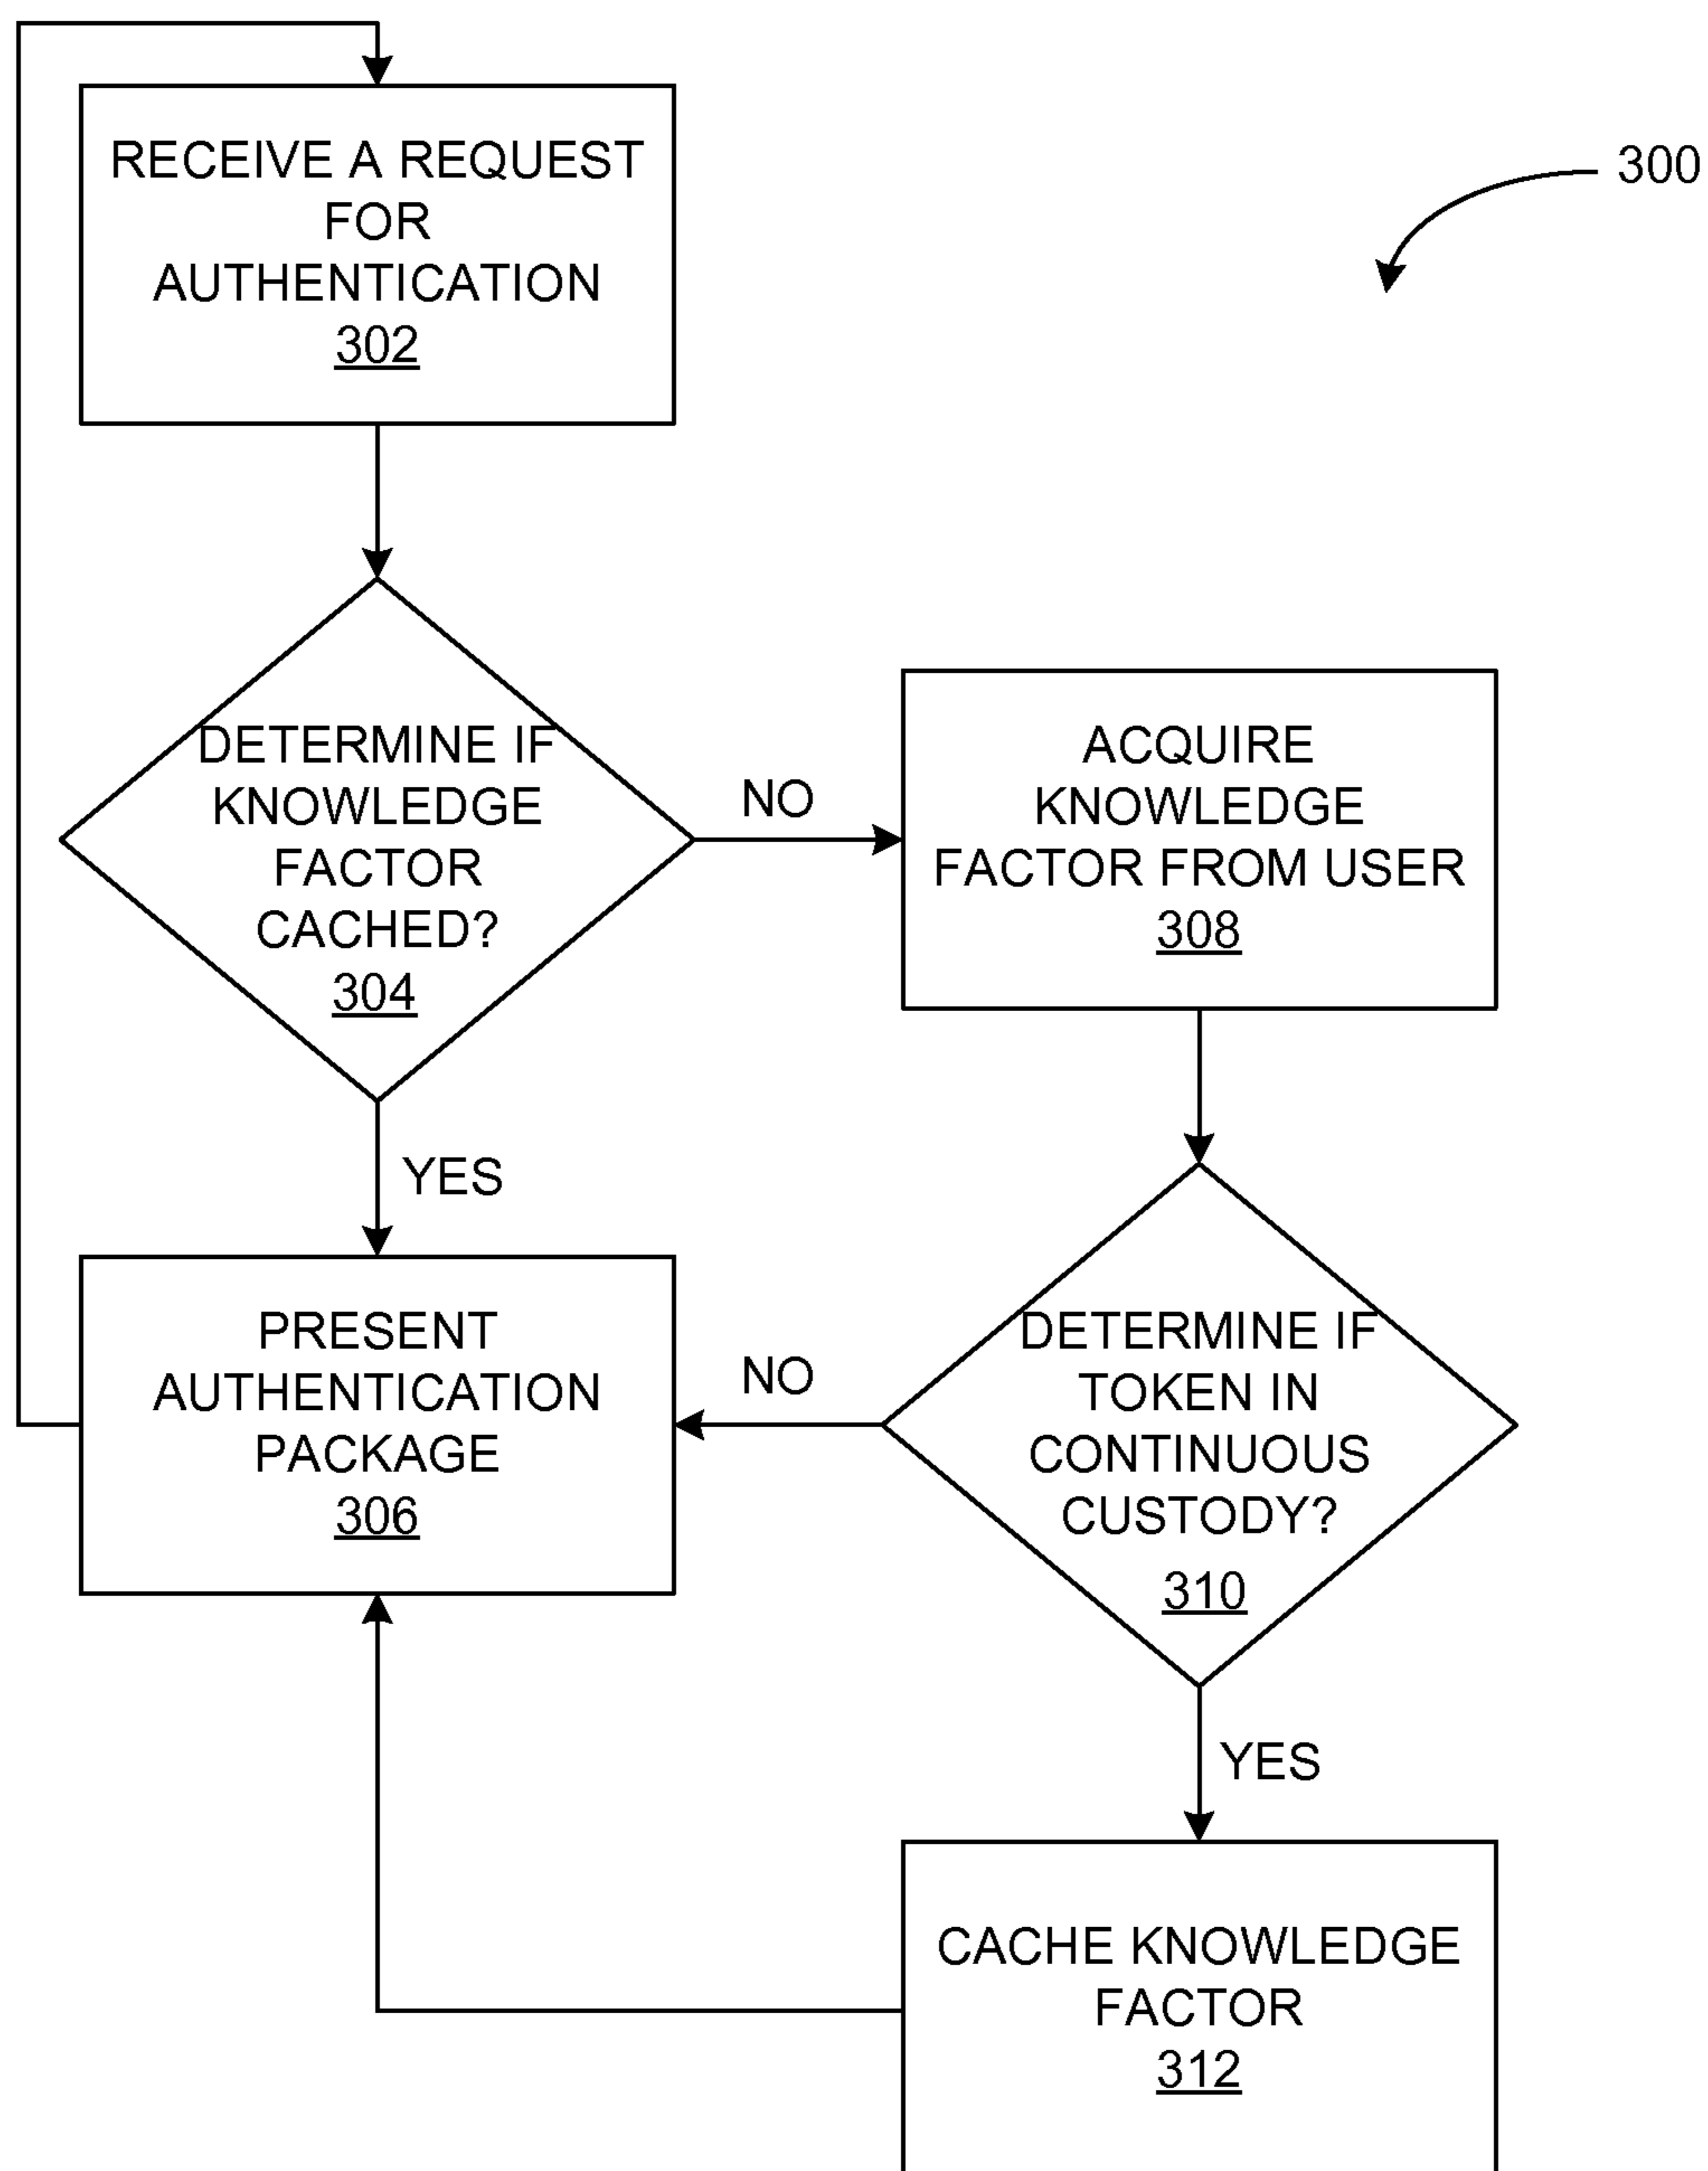 RECEIVE A REQUEST
FOR
AUTHENTICATION
302
300
DETERMINE IF
KNOWLEDGE
FACTOR
CACHED?
304
NO
ACQUIRE
KNOWLEDGE
FACTOR FROM USER
308
YES
PRESENT
AUTHENTICATION
PACKAGE
306
NO
DETERMINE IF
TOKEN IN
CONTINUOUS
CUSTODY?
310
YES
CACHE KNOWLEDGE
FACTOR
312